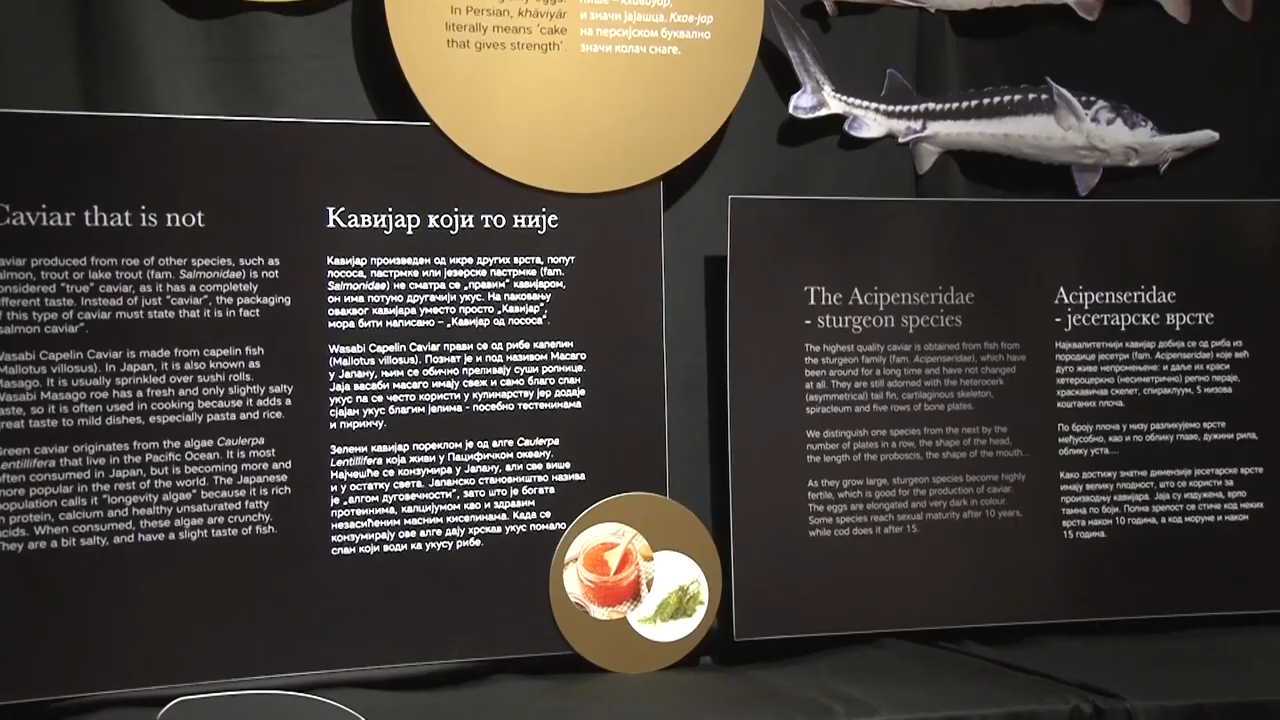 In Persian, khāviyār
literally means 'cake
that gives strength'.
и значи јајашца. Кхав-јар
на персијском буквално
значи колач снаге.
Caviar that is not
aviar produced from roe of other species, such as
almon, trout or lake trout (fam. Salmonidae) is not
onsidered "true" caviar, as it has a completely
fferent taste. Instead of just "caviar", the packaging
f this type of caviar must state that it is in fact
salmon caviar".
Wasabi Capelin Caviar is made from capelin fish
Mallotus villosus). In Japan, it is also known as
Masago. It is usually sprinkled over sushi rolls.
Wasabi Masago roe has a fresh and only slightly salty
aste, so it is often used in cooking because it adds a
great taste to mild dishes, especially pasta and rice.
Green caviar originates from the algae Caulerpa
Lentillifera that live in the Pacific Ocean. It is most
often consumed in Japan, but is becoming more and
more popular in the rest of the world. The Japanese
population calls it "longevity algae" because it is rich
n protein, calcium and healthy unsaturated fatty
acids. When consumed, these algae are crunchy.
They are a bit salty, and have a slight taste of fish.
Кавијар који то није
Кавијар произведен од икре других врста, попут
лососа, пастрмке или језерске пастрмке (fam.
Salmonidae) не сматра се „правим" кавијаром,
он има потуно другачији укус. На паковању
оваквог кавијара уместо просто „Кавијар",
мора бити написано – „Кавијар од лососа".
Wasabi Capelin Caviar прави се од рибе капелин
(Mallotus villosus). Познат је и под називом Масаго
у Јапану, њим се обично преливају суши ролнице.
Јаја васаби масаго имају свеж и само благо слан
укус па се често користи у кулинарству јер додаје
сјајан укус благим јелима - посебно тестенинама
и пиринчу.
Зелени кавијар пореклом је од алге Caulerpa
Lentillifera која живи у Пацифичком океану.
Најчешће се конзумира у Јапану, али све више
и у остатку света. Јапанско становништво назива
је „алгом дуговечности", зато што је богата
протеинима, калцијумом као и здравим
незасићеним масним киселинама. Када се
конзумирају ове алге дају хрскав укус помало
слан који води ка укусу рибе.
The Acipenseridae
- sturgeon species
The highest quality caviar is obtained from fish from
the sturgeon family (fam. Acipenseridae), which have
been around for a long time and have not changed
at all. They are still adorned with the heterocerk
(asymmetrical) tail fin, cartilaginous skeleton,
spiraculeum and five rows of bone plates.
We distinguish one species from the next by the
number of plates in a row, the shape of the head,
the length of the proboscis, the shape of the mouth...
As they grow large, sturgeon species become highly
fertile, which is good for the production of caviar.
The eggs are elongated and very dark in colour.
Some species reach sexual maturity after 10 years,
while cod does it after 15.
Acipenseridae
- јесетарске врсте
Најквалитетнији кавијар добија се од риба из
породице јесетри (fam. Acipenseridae) које већ
дуго живе непромењене: и даље их краси
хетероцеркно (несиметрично) репно пераје,
храскавичав скелет, спираклуум, 5 низова
коштаних плоча.
По броју плоча у низу разликујемо врсте
међусобно, као и по облику главе, дужини рила,
облику уста....
Како достижу знатне димензије јесетарске врсте
имају велику плодност, што се користи за
производњу кавијара. Јаја су издужена, врло
тамна по боји. Полна зрелост се стиче код неких
врста након 10 година, а код моруне и након
15 година.